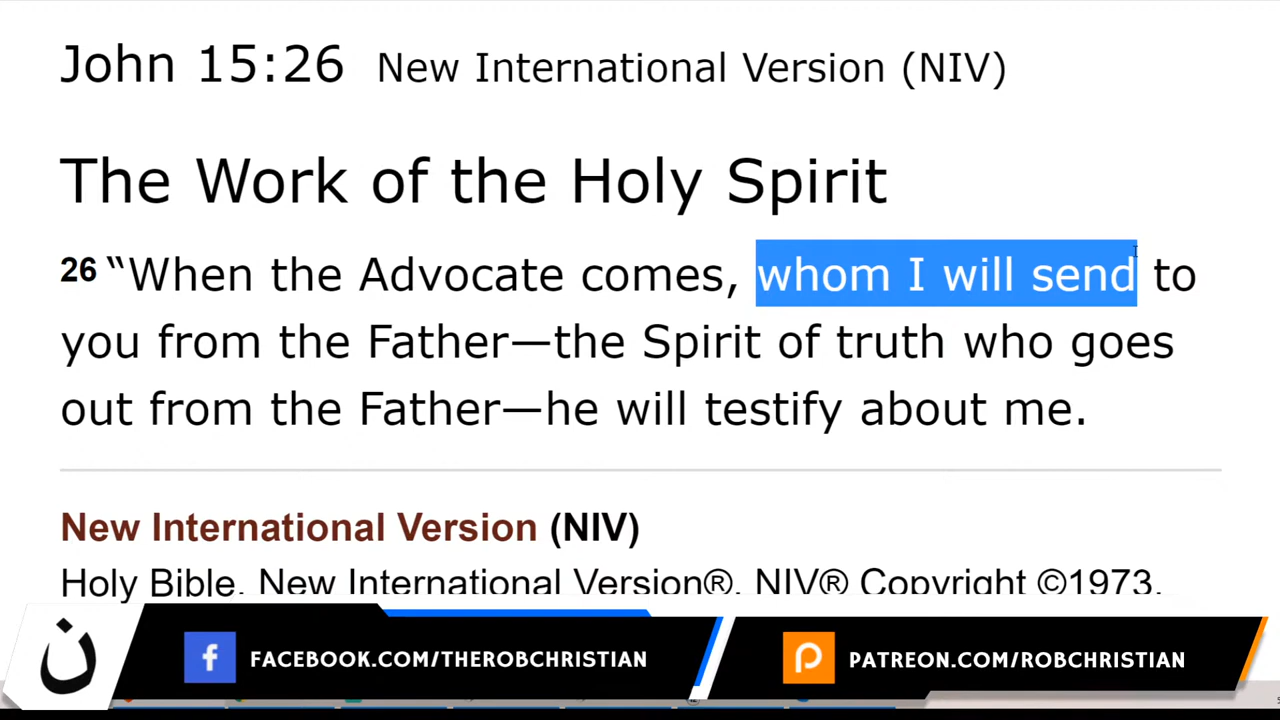 John 15:26 New International Version (NIV)
The Work of the Holy Spirit
26 “When the Advocate comes, whom I will send to
you from the Father—the Spirit of truth who goes
out from the Father—he will testify about me.
New International Version (NIV)
Holy Bible, New International Version®, NIV® Copyright ©1973,
ن
f FACEBOOK.COM/THEROBCHRISTIAN
PATREON.COM/ROBCHRISTIAN